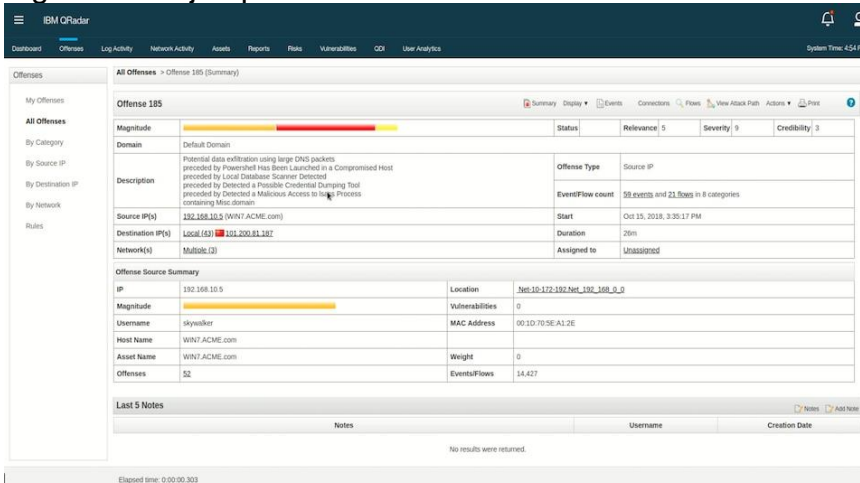 IBM QRadar
Dashboard Offenses Log Activity Network Activity Assets Reports Risks Vulnerabilities QDI User Analytics System Time: 4:54
Offenses
My Offenses
All Offenses
By Category
By Source IP
By Destination IP
By Network
Rules
All Offenses > Offense 185 (Summary)
Offense 185 Summary Display Events Connections Flows View Attack Path Actions Print
Magnitude Status Relevance 5 Severity 9 Credibility 3
Domain Default Domain
Description
Potential data exfiltration using large DNS packets
preceded by Powershell Has Been Launched in a Compromised Host
preceded by Local Database Scanner Detected
preceded by Detected a Possible Credential Dumping Tool
preceded by Detected a Malicious Access to lsass Process
containing Misc.domain
Offense Type Source IP
Event/Flow count 59 events and 21 flows in 8 categories
Source IP(s) 192.168.10.5 (WIN7.ACME.com) Start Oct 15, 2018, 3:35:17 PM
Destination IP(s) Local (43) 101.200.81.187 Duration 26m
Network(s) Multiple (3) Assigned to Unassigned
Offense Source Summary
IP 192.168.10.5 Location Net-10-172-192.Net_192_168_0_0
Magnitude Vulnerabilities 0
Username skywalker MAC Address 00:1D:70:5E:A1:2E
Host Name WIN7.ACME.com
Asset Name WIN7.ACME.com Weight 0
Offenses 52 Events/Flows 14,427
Last 5 Notes Notes Add Note
Notes Username Creation Date
No results were returned.
Elapsed time: 0:00:00.303